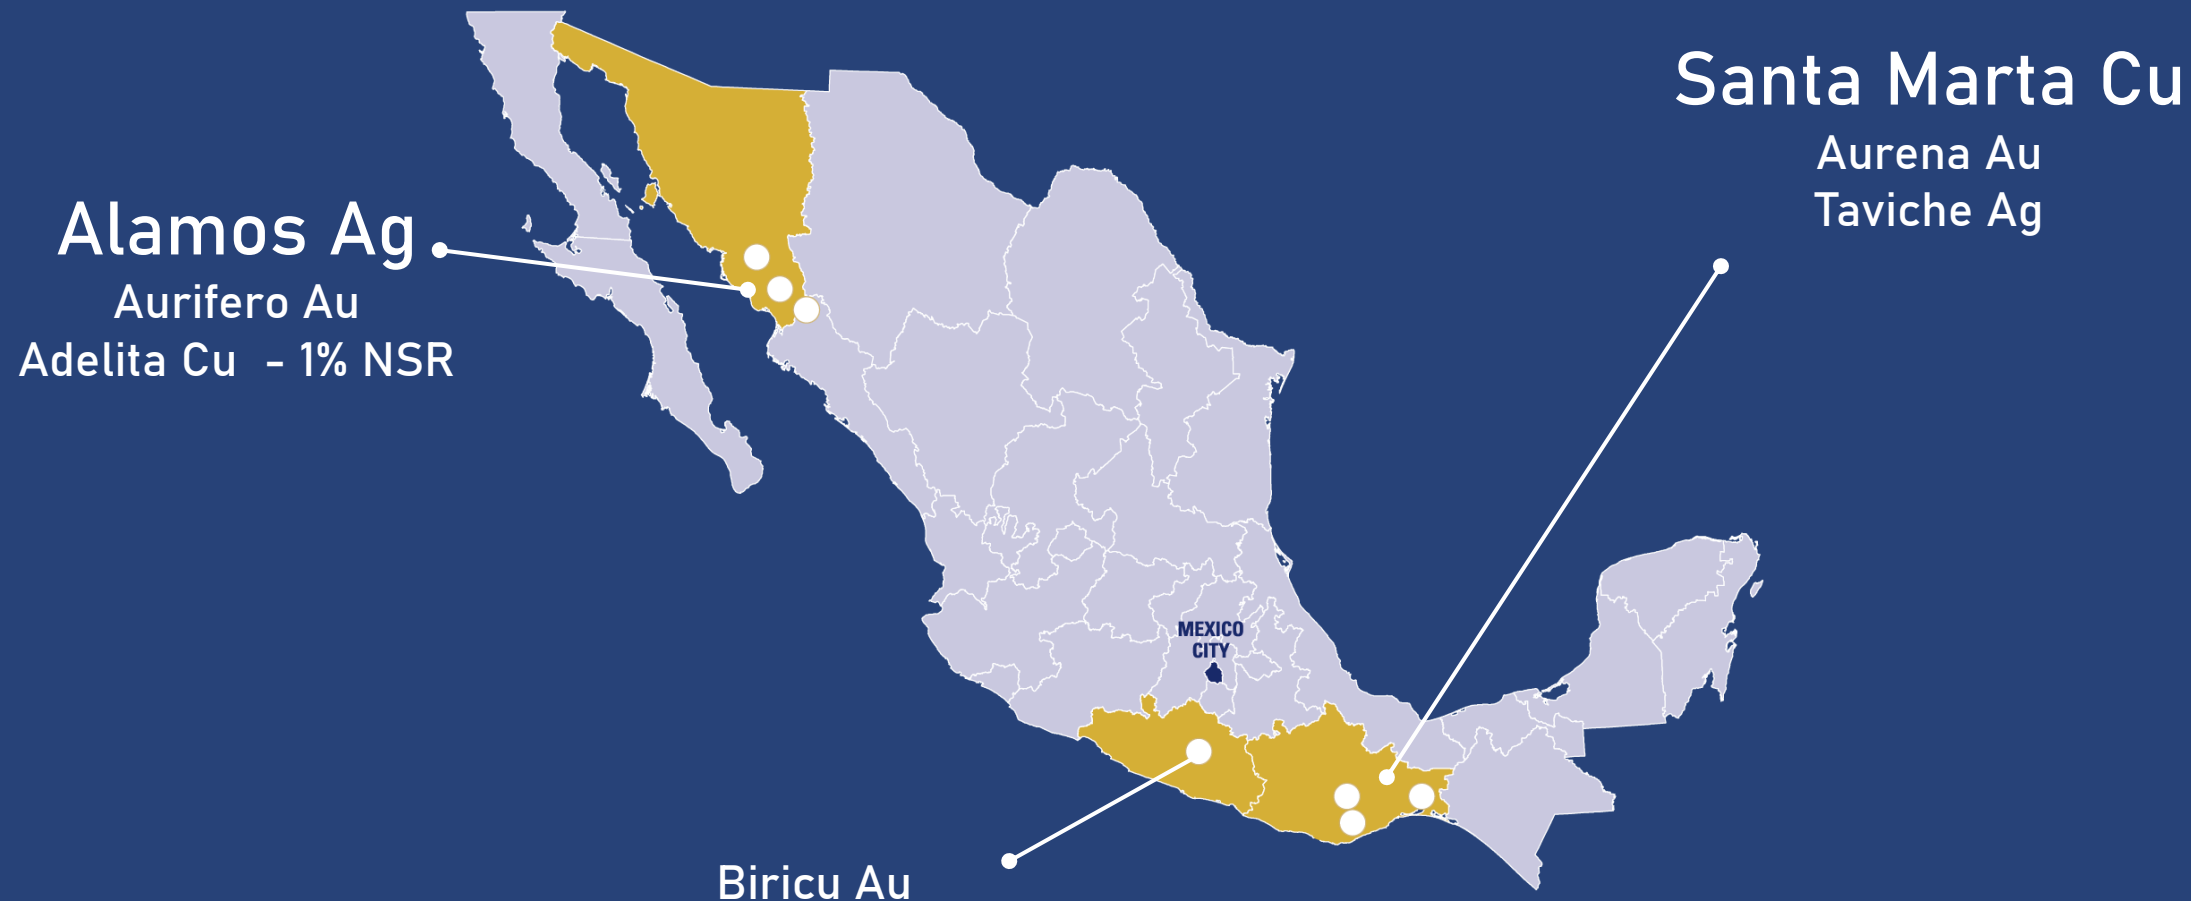 Santa Marta Cu
Aurena Au
Taviche Ag
Alamos Ag
Aurifero Au
Adelita Cu - 1% NSR
MEXICO
CITY
Biricu Au